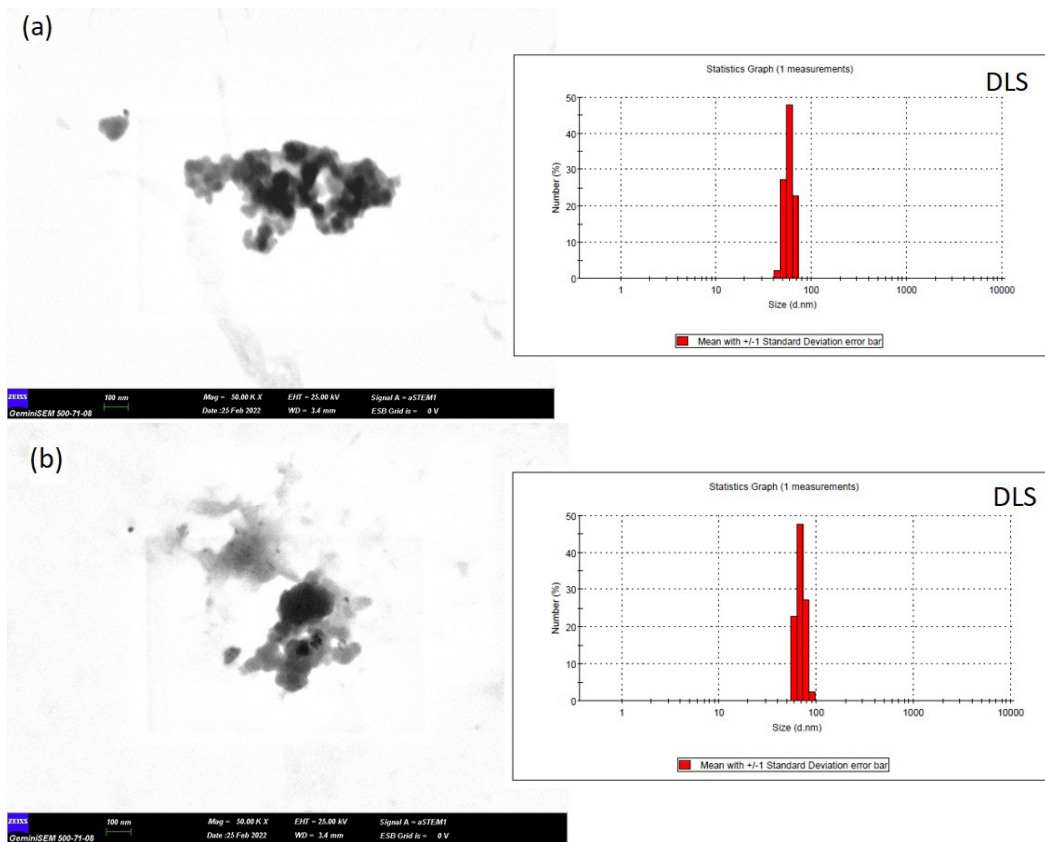 (a)
Statistics Graph (1 measurements)
DLS
50
40
30
20
10
0
Number (%)
1 10 100 1000 10000
Size (d.nm)
Mean with +/-1 Standard Deviation error bar
ZEISS 100 nm Mag = 50.00 K X EHT = 25.00 kV Signal A = aSTEM1
GeminiSEM 500-71-08 Date :25 Feb 2022 WD = 3.4 mm ESB Grid is = 0 V
(b)
Statistics Graph (1 measurements)
DLS
50
40
30
20
10
0
Number (%)
1 10 100 1000 10000
Size (d.nm)
Mean with +/-1 Standard Deviation error bar
ZEISS 100 nm Mag = 50.00 K X EHT = 25.00 kV Signal A = aSTEM1
GeminiSEM 500-71-08 Date :25 Feb 2022 WD = 3.4 mm ESB Grid is = 0 V